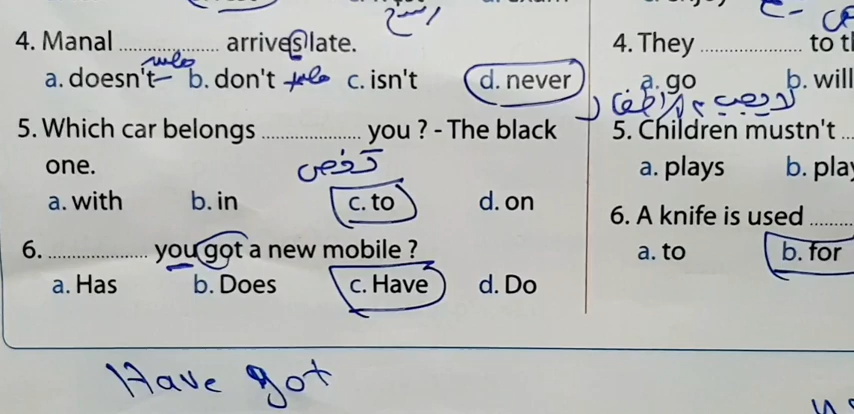 4. Manal .................... arrives late.
a. doesn't b. don't c. isn't d. never
5. Which car belongs .................... you ? - The black
one.
a. with b. in c. to d. on
6. .................... you got a new mobile ?
a. Has b. Does c. Have d. Do
Have got
4. They .................... to
a. go b. will
5. Children mustn't
a. plays b. play
6. A knife is used
a. to b. for